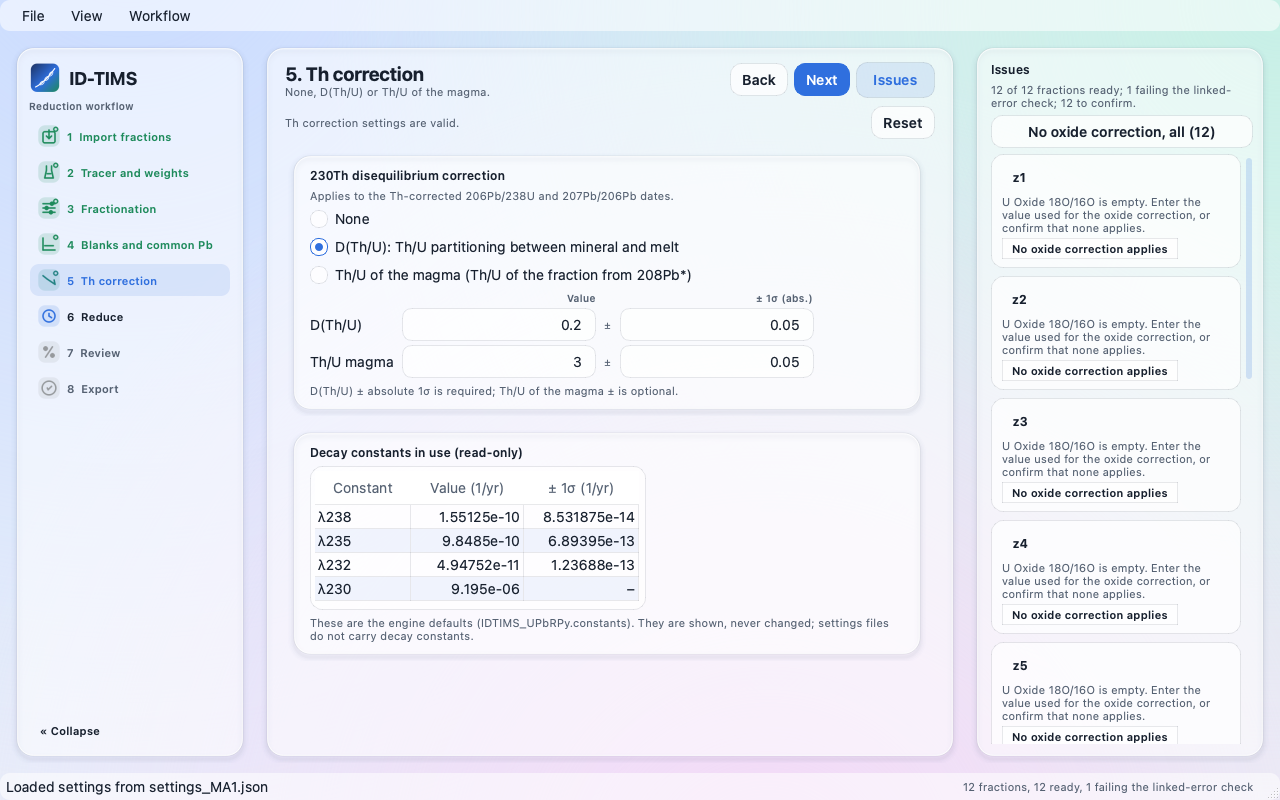 File View Workflow
ID-TIMS
Reduction workflow
1 Import fractions
2 Tracer and weights
3 Fractionation
4 Blanks and common Pb
5 Th correction
6 Reduce
7 Review
8 Export
« Collapse
5. Th correction
None, D(Th/U) or Th/U of the magma.
Back Next Issues
Th correction settings are valid.
Reset
230Th disequilibrium correction
Applies to the Th-corrected 206Pb/238U and 207Pb/206Pb dates.
None
D(Th/U): Th/U partitioning between mineral and melt
Th/U of the magma (Th/U of the fraction from 208Pb*)
Value ± 1σ (abs.)
D(Th/U) 0.2 ± 0.05
Th/U magma 3 ± 0.05
D(Th/U) ± absolute 1σ is required; Th/U of the magma ± is optional.
Decay constants in use (read-only)
Constant Value (1/yr) ± 1σ (1/yr)
λ238 1.55125e-10 8.531875e-14
λ235 9.8485e-10 6.89395e-13
λ232 4.94752e-11 1.23688e-13
λ230 9.195e-06 –
These are the engine defaults (IDTIMS_UPbRPy.constants). They are shown, never changed; settings files
do not carry decay constants.
Issues
12 of 12 fractions ready; 1 failing the linked-
error check; 12 to confirm.
No oxide correction, all (12)
z1
U Oxide 18O/16O is empty. Enter the
value used for the oxide correction, or
confirm that none applies.
No oxide correction applies
z2
U Oxide 18O/16O is empty. Enter the
value used for the oxide correction, or
confirm that none applies.
No oxide correction applies
z3
U Oxide 18O/16O is empty. Enter the
value used for the oxide correction, or
confirm that none applies.
No oxide correction applies
z4
U Oxide 18O/16O is empty. Enter the
value used for the oxide correction, or
confirm that none applies.
No oxide correction applies
z5
U Oxide 18O/16O is empty. Enter the
value used for the oxide correction, or
confirm that none applies.
No oxide correction applies
Loaded settings from settings_MA1.json
12 fractions, 12 ready, 1 failing the linked-error check